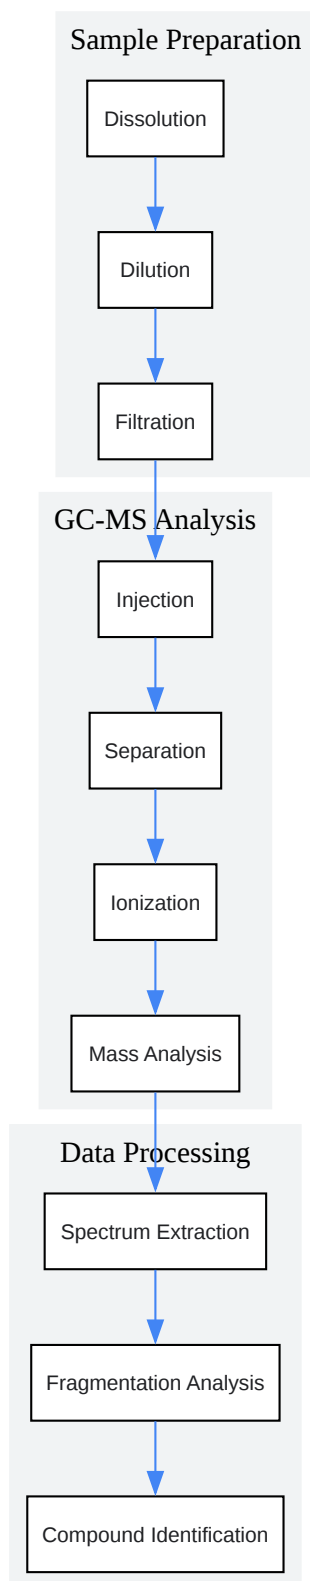 Sample Preparation
Dissolution
Dilution
Filtration
GC-MS Analysis
Injection
Separation
Ionization
Mass Analysis
Data Processing
Spectrum Extraction
Fragmentation Analysis
Compound Identification